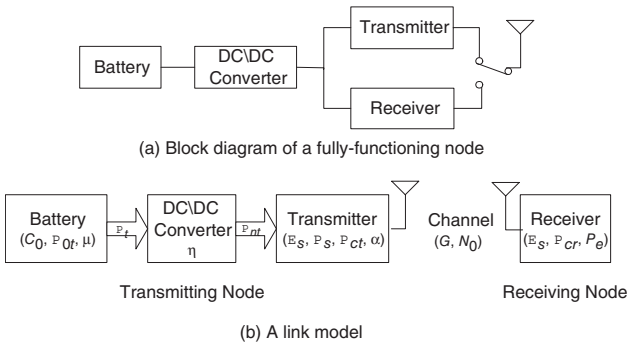 Battery
DC\DC
Converter
Transmitter
Receiver
(a) Block diagram of a fully-functioning node
Battery
(C0, P0t, μ)
Pt
DC\DC
Converter
η
Pnt
Transmitter
(Es, Ps, Pct, α)
Channel
(G, N0)
Receiver
(Es, Pcr, Pe)
Transmitting Node
Receiving Node
(b) A link model